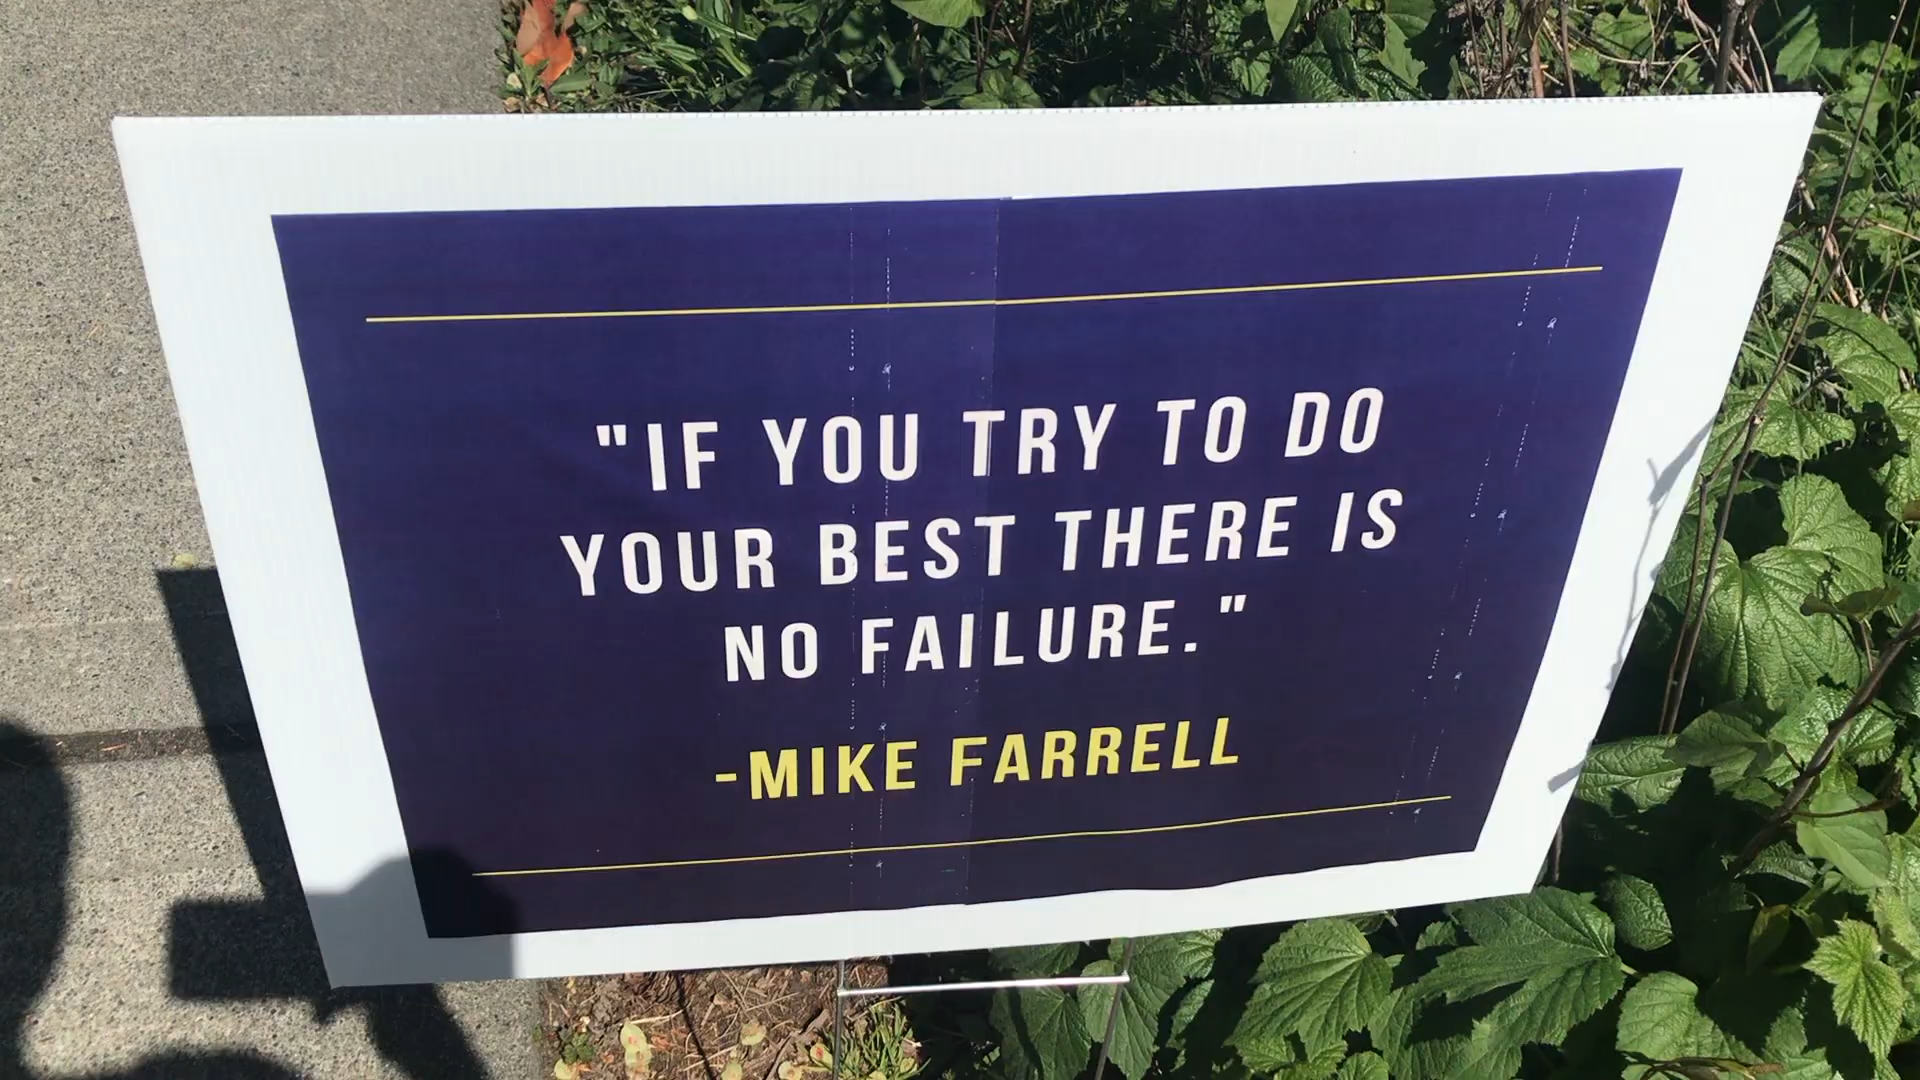 "IF YOU TRY TO DO
YOUR BEST THERE IS
NO FAILURE."
-MIKE FARRELL